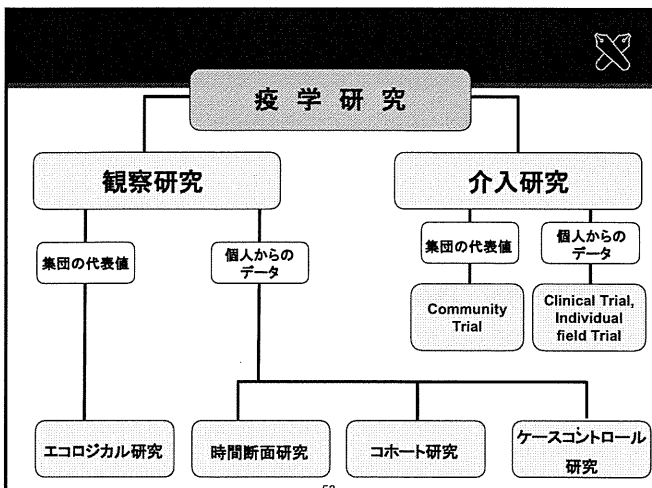 疫 学 研 究
観察研究
介入研究
集団の代表値
個人からの
データ
集団の代表値
個人からの
データ
Community
Trial
Clinical Trial,
Individual
field Trial
エコロジカル研究
時間断面研究
コホート研究
ケースコントロール
研究